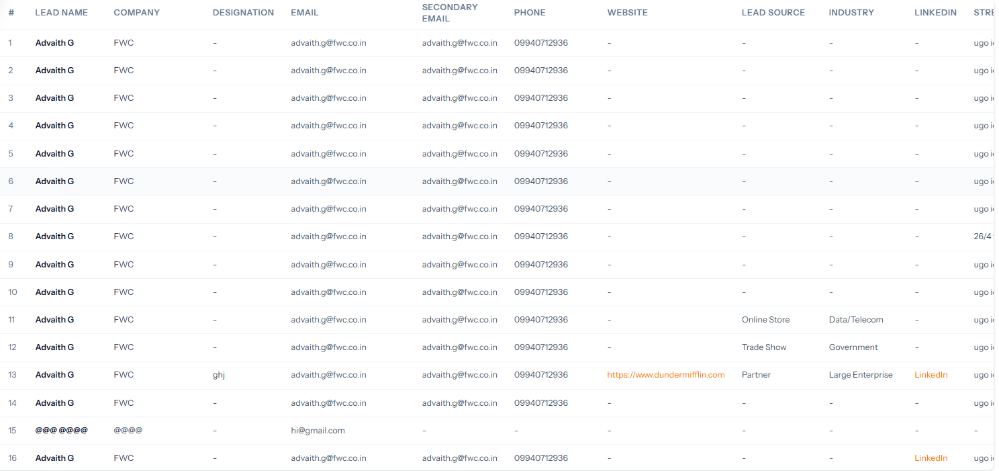 # LEAD NAME COMPANY DESIGNATION EMAIL SECONDARY EMAIL PHONE WEBSITE LEAD SOURCE INDUSTRY LINKEDIN STRE
1 Advaith G FWC - advaith.g@fwc.co.in advaith.g@fwc.co.in 09940712936 - - - - ugo
2 Advaith G FWC - advaith.g@fwc.co.in advaith.g@fwc.co.in 09940712936 - - - - ugo
3 Advaith G FWC - advaith.g@fwc.co.in advaith.g@fwc.co.in 09940712936 - - - - ugo
4 Advaith G FWC - advaith.g@fwc.co.in advaith.g@fwc.co.in 09940712936 - - - - ugo
5 Advaith G FWC - advaith.g@fwc.co.in advaith.g@fwc.co.in 09940712936 - - - - ugo
6 Advaith G FWC - advaith.g@fwc.co.in advaith.g@fwc.co.in 09940712936 - - - - ugo
7 Advaith G FWC - advaith.g@fwc.co.in advaith.g@fwc.co.in 09940712936 - - - - ugo
8 Advaith G FWC - advaith.g@fwc.co.in advaith.g@fwc.co.in 09940712936 - - - - 26/4
9 Advaith G FWC - advaith.g@fwc.co.in advaith.g@fwc.co.in 09940712936 - - - - ugo
10 Advaith G FWC - advaith.g@fwc.co.in advaith.g@fwc.co.in 09940712936 - - - - ugo
11 Advaith G FWC - advaith.g@fwc.co.in advaith.g@fwc.co.in 09940712936 - Online Store Data/Telecom - ugo
12 Advaith G FWC - advaith.g@fwc.co.in advaith.g@fwc.co.in 09940712936 - Trade Show Government - ugo
13 Advaith G FWC ghj advaith.g@fwc.co.in advaith.g@fwc.co.in 09940712936 https://www.dundermifflin.com Partner Large Enterprise LinkedIn ugo
14 Advaith G FWC - advaith.g@fwc.co.in advaith.g@fwc.co.in 09940712936 - - - - ugo
15 @@@ @@@@ @@@@ - hi@gmail.com - - - - - - -
16 Advaith G FWC - advaith.g@fwc.co.in advaith.g@fwc.co.in 09940712936 - - - LinkedIn ugo